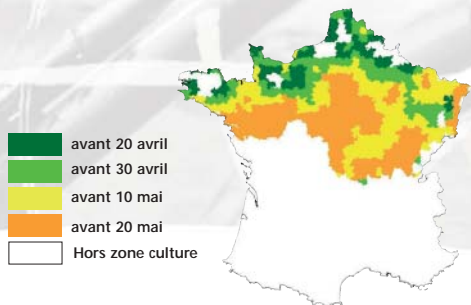 avant 20 avril
avant 30 avril
avant 10 mai
avant 20 mai
Hors zone culture